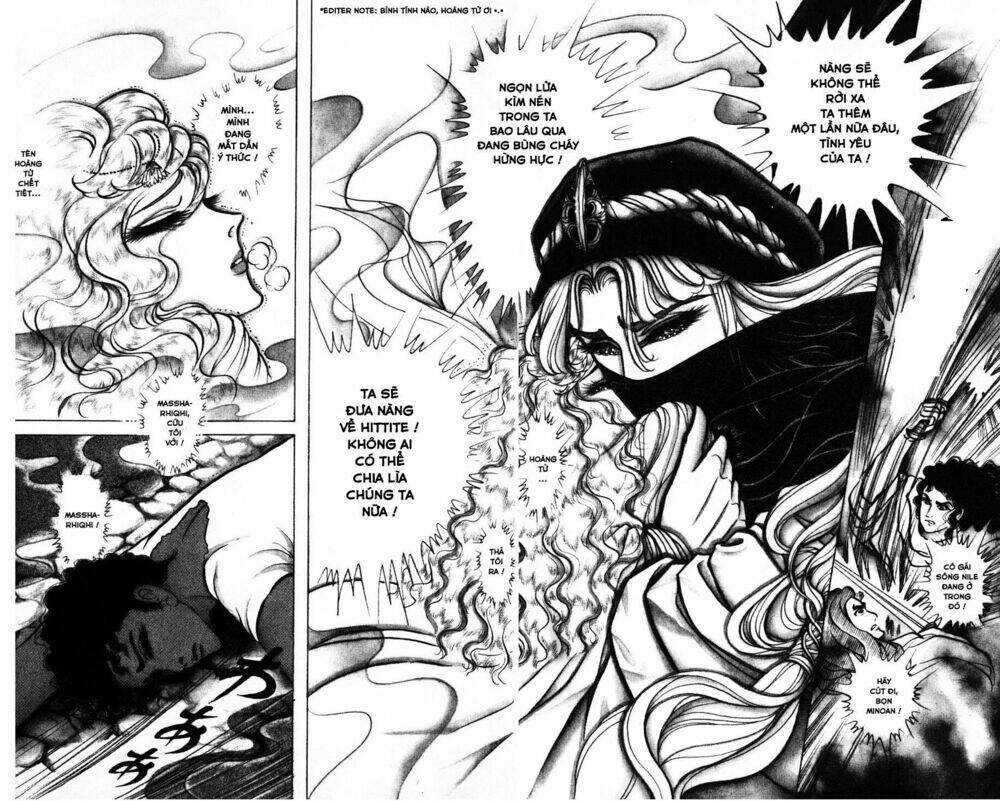 *EDITER NOTE: BÌNH TĨNH NÀO, HOÀNG TỬ ƠI •.•
NÀNG SẼ
KHÔNG THỂ
RỜI XA
TA THÊM
MỘT LẦN NỮA ĐÂU,
TÌNH YÊU
CỦA TA !
NGỌN LỬA
KÌM NÉN
TRONG TA
BAO LÂU QUA
ĐANG BÙNG CHÁY
HỪNG HỰC !
TA SẼ
ĐƯA NÀNG
VỀ HITTITE !
KHÔNG AI
CÓ THỂ
CHIA LÌA
CHÚNG TA
NỮA !
HOÀNG
TỬ
...
THẢ
TÔI
RA !
CÔ GÁI
SÔNG NILE
ĐANG Ở
TRONG
ĐÓ !
HÃY
CÚT ĐI,
BỌN
MINOAN !
MÌNH...
MÌNH
ĐANG
MẤT DẦN
Ý THỨC !
TÊN
HOÀNG
TỬ
CHẾT
TIỆT...
MASSHA-
RHIQHI,
CỨU
TÔI
VỚI !
MASSHA-
RHIQHI !
わああ